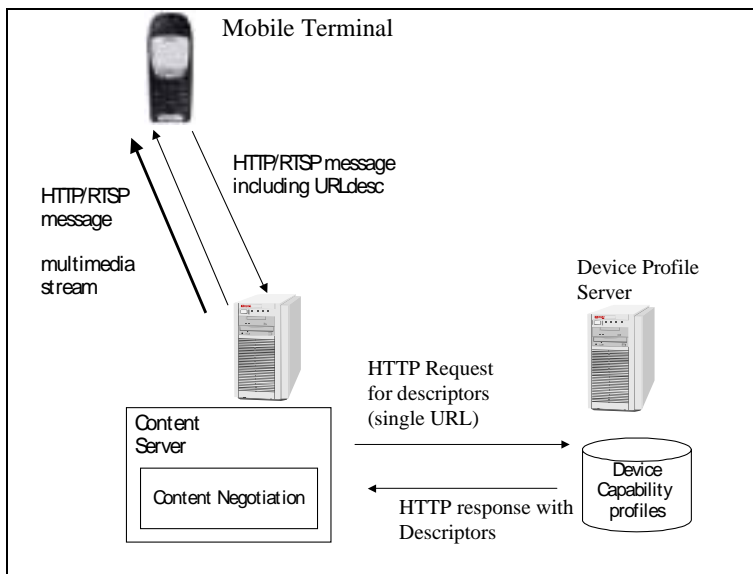 Mobile Terminal
HTTP/RTSP message
including URLdesc
HTTP/RTSP
message
multimedia
stream
Device Profile
Server
HTTP Request
for descriptors
(single URL)
Content
Server
Content Negotiation
Device
Capability
profiles
HTTP response with
Descriptors